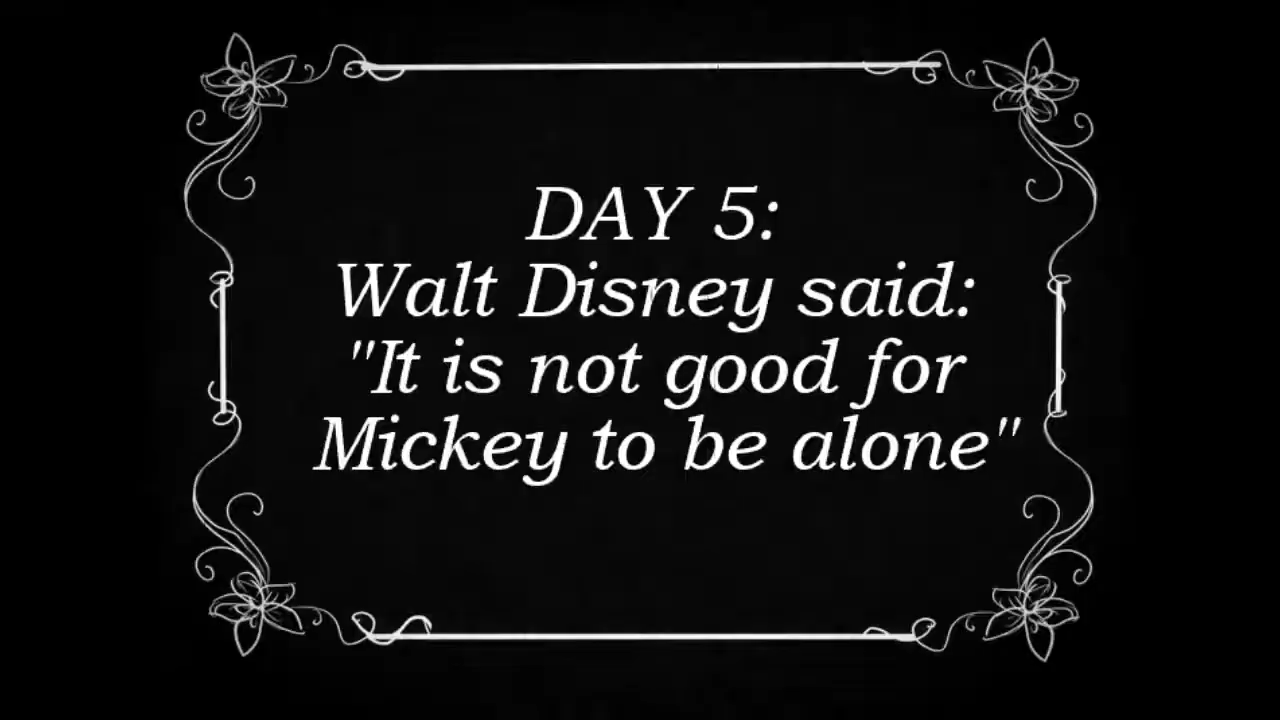 DAY 5:
Walt Disney said:
"It is not good for
Mickey to be alone"